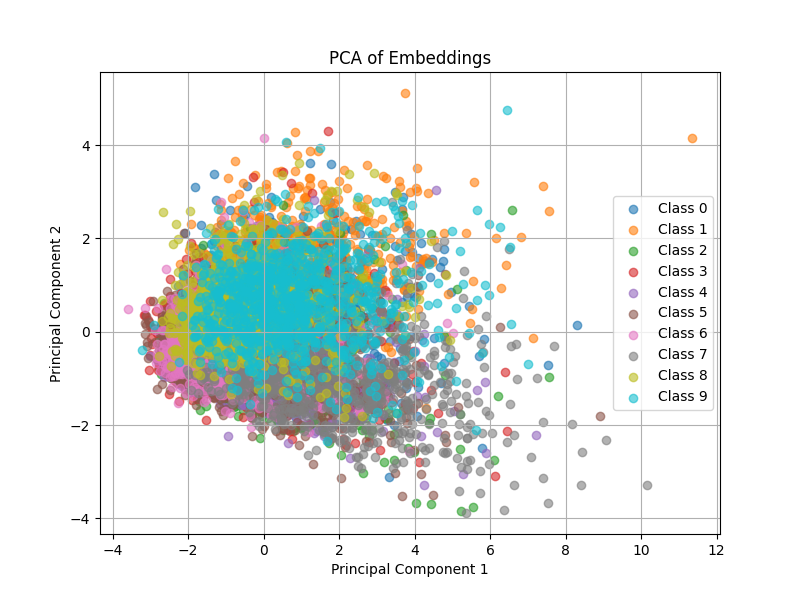 PCA of Embeddings
4
2
0
−2
−4
Principal Component 2
Class 0
Class 1
Class 2
Class 3
Class 4
Class 5
Class 6
Class 7
Class 8
Class 9
−4 −2 0 2 4 6 8 10 12
Principal Component 1